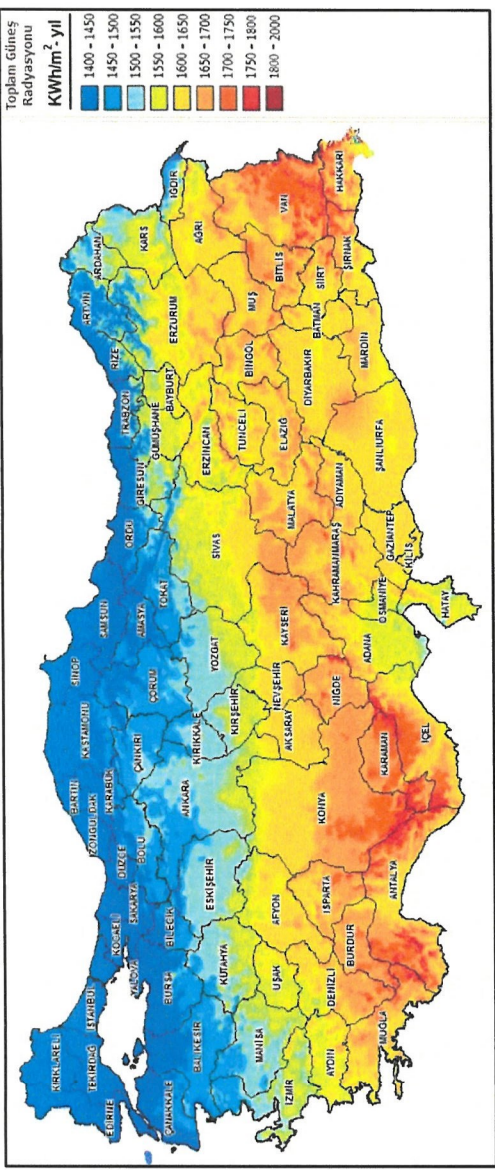 Toplam Güneş
Radyasyonu
KWh/m²-yıl
1400 - 1450
1450 - 1500
1500 - 1550
1550 - 1600
1600 - 1650
1650 - 1700
1700 - 1750
1750 - 1800
1800 - 2000
KIRKLARELİ
EDİRNE
TEKİRDAĞ
İSTANBUL
KOCAELİ
YALOVA
SAKARYA
DÜZCE
ZONGULDAK
BARTIN
KARABÜK
KASTAMONU
SİNOP
SAMSUN
ORDU
GİRESUN
TRABZON
RİZE
ARTVİN
ARDAHAN
ÇANAKKALE
BALIKESİR
BURSA
BİLECİK
BOLU
ÇANKIRI
ÇORUM
AMASYA
TOKAT
GÜMÜŞHANE
BAYBURT
ERZURUM
KARS
IĞDIR
KÜTAHYA
ESKİŞEHİR
ANKARA
KIRIKKALE
YOZGAT
SİVAS
ERZİNCAN
AĞRI
MANİSA
İZMİR
UŞAK
AFYON
KIRŞEHİR
NEVŞEHİR
AKSARAY
KAYSERİ
MALATYA
TUNCELİ
ELAZIĞ
BİNGÖL
MUŞ
BİTLİS
VAN
AYDIN
DENİZLİ
ISPARTA
BURDUR
KONYA
NİĞDE
KAHRAMANMARAŞ
ADIYAMAN
DİYARBAKIR
BATMAN
SİİRT
ŞIRNAK
HAKKARİ
MUĞLA
ANTALYA
KARAMAN
İÇEL
ADANA
OSMANİYE
GAZİANTEP
KİLİS
HATAY
ŞANLIURFA
MARDİN